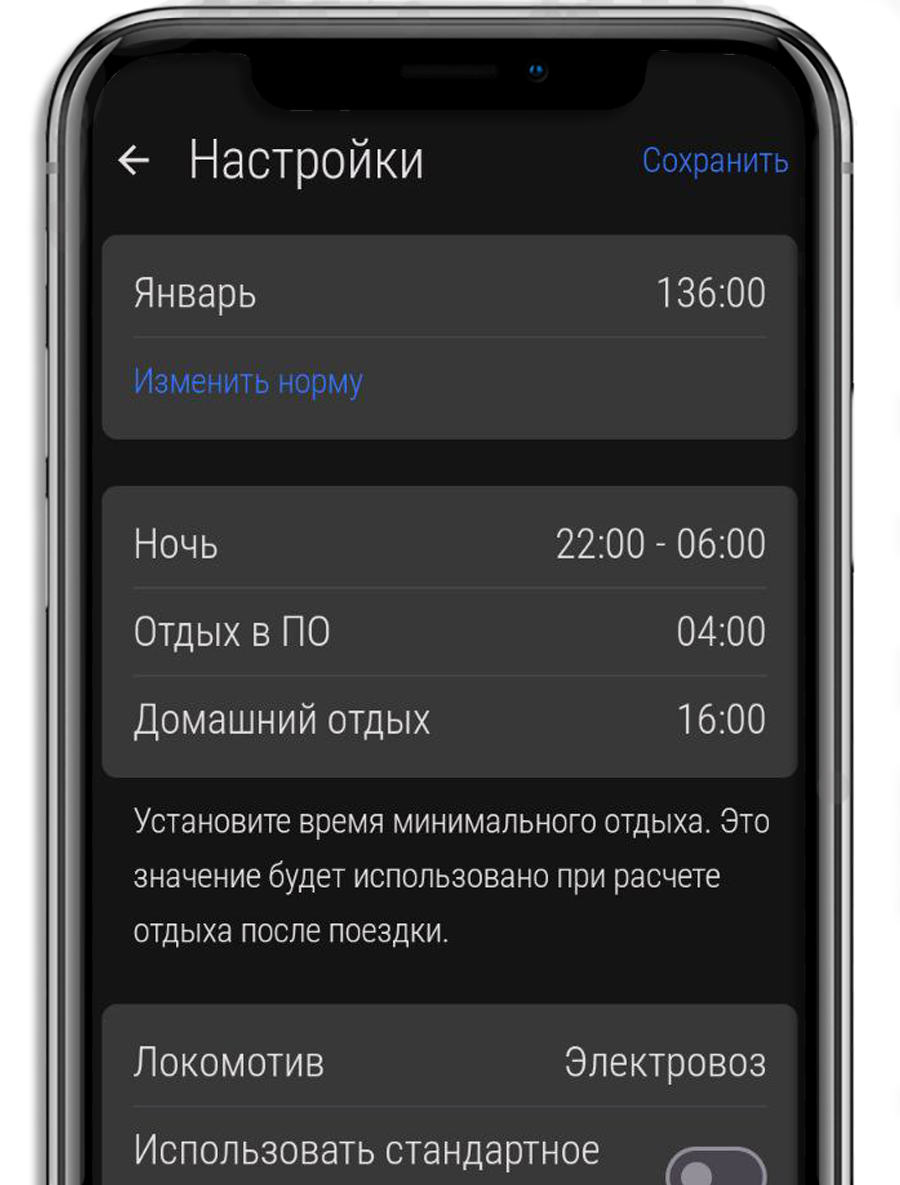 Настройки
Сохранить
Январь 136:00
Изменить норму
Ночь 22:00 - 06:00
Отдых в ПО 04:00
Домашний отдых 16:00
Установите время минимального отдыха. Это
значение будет использовано при расчете
отдыха после поездки.
Локомотив Электровоз
Использовать стандартное